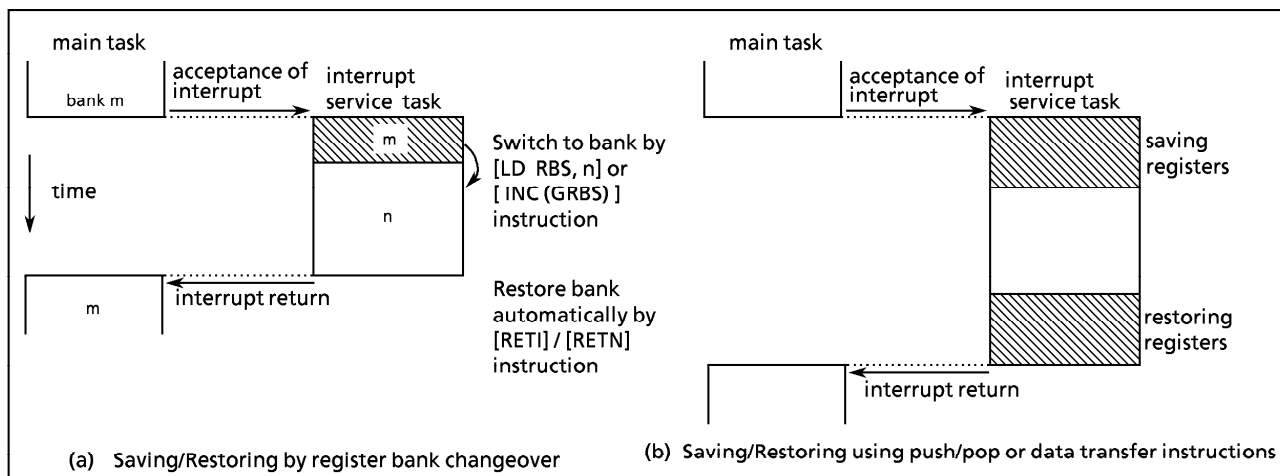 main task
acceptance of
interrupt
interrupt
service task
bank m
m
Switch to bank by
[LD RBS, n] or
[ INC (GRBS) ]
instruction
time
n
interrupt return
m
Restore bank
automatically by
[RETI] / [RETN]
instruction
(a) Saving/Restoring by register bank changeover
main task
acceptance of
interrupt
interrupt
service task
saving
registers
restoring
registers
interrupt return
(b) Saving/Restoring using push/pop or data transfer instructions